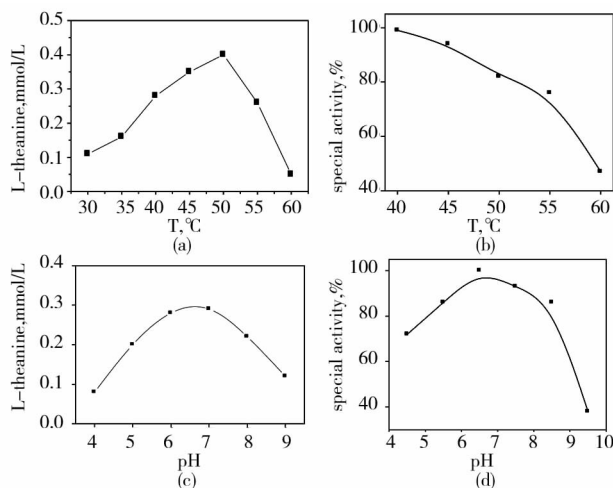 L-theanine,mmol/L
0.5
0.4
0.3
0.2
0.1
0.0
30 35 40 45 50 55 60
T,℃
(a)
special activity,%
100
80
60
40
40 45 50 55 60
T,℃
(b)
L-theanine,mmol/L
0.4
0.3
0.2
0.1
0.0
4 5 6 7 8 9
pH
(c)
special activity,%
100
80
60
40
4 5 6 7 8 9 10
pH
(d)